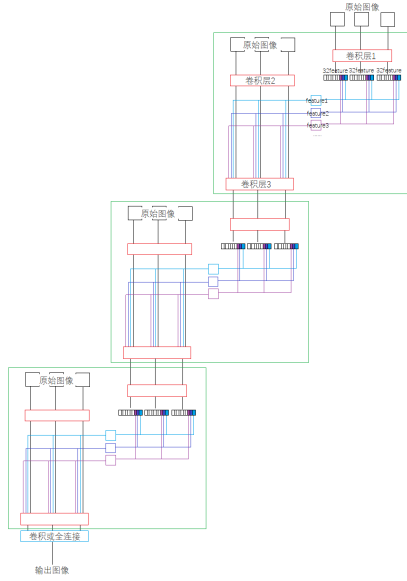 原始图像
原始图像
卷积层1
32feature 32feature 32feature
卷积层2
feature1
feature2
feature3
卷积层3
原始图像
原始图像
卷积或全连接
输出图像